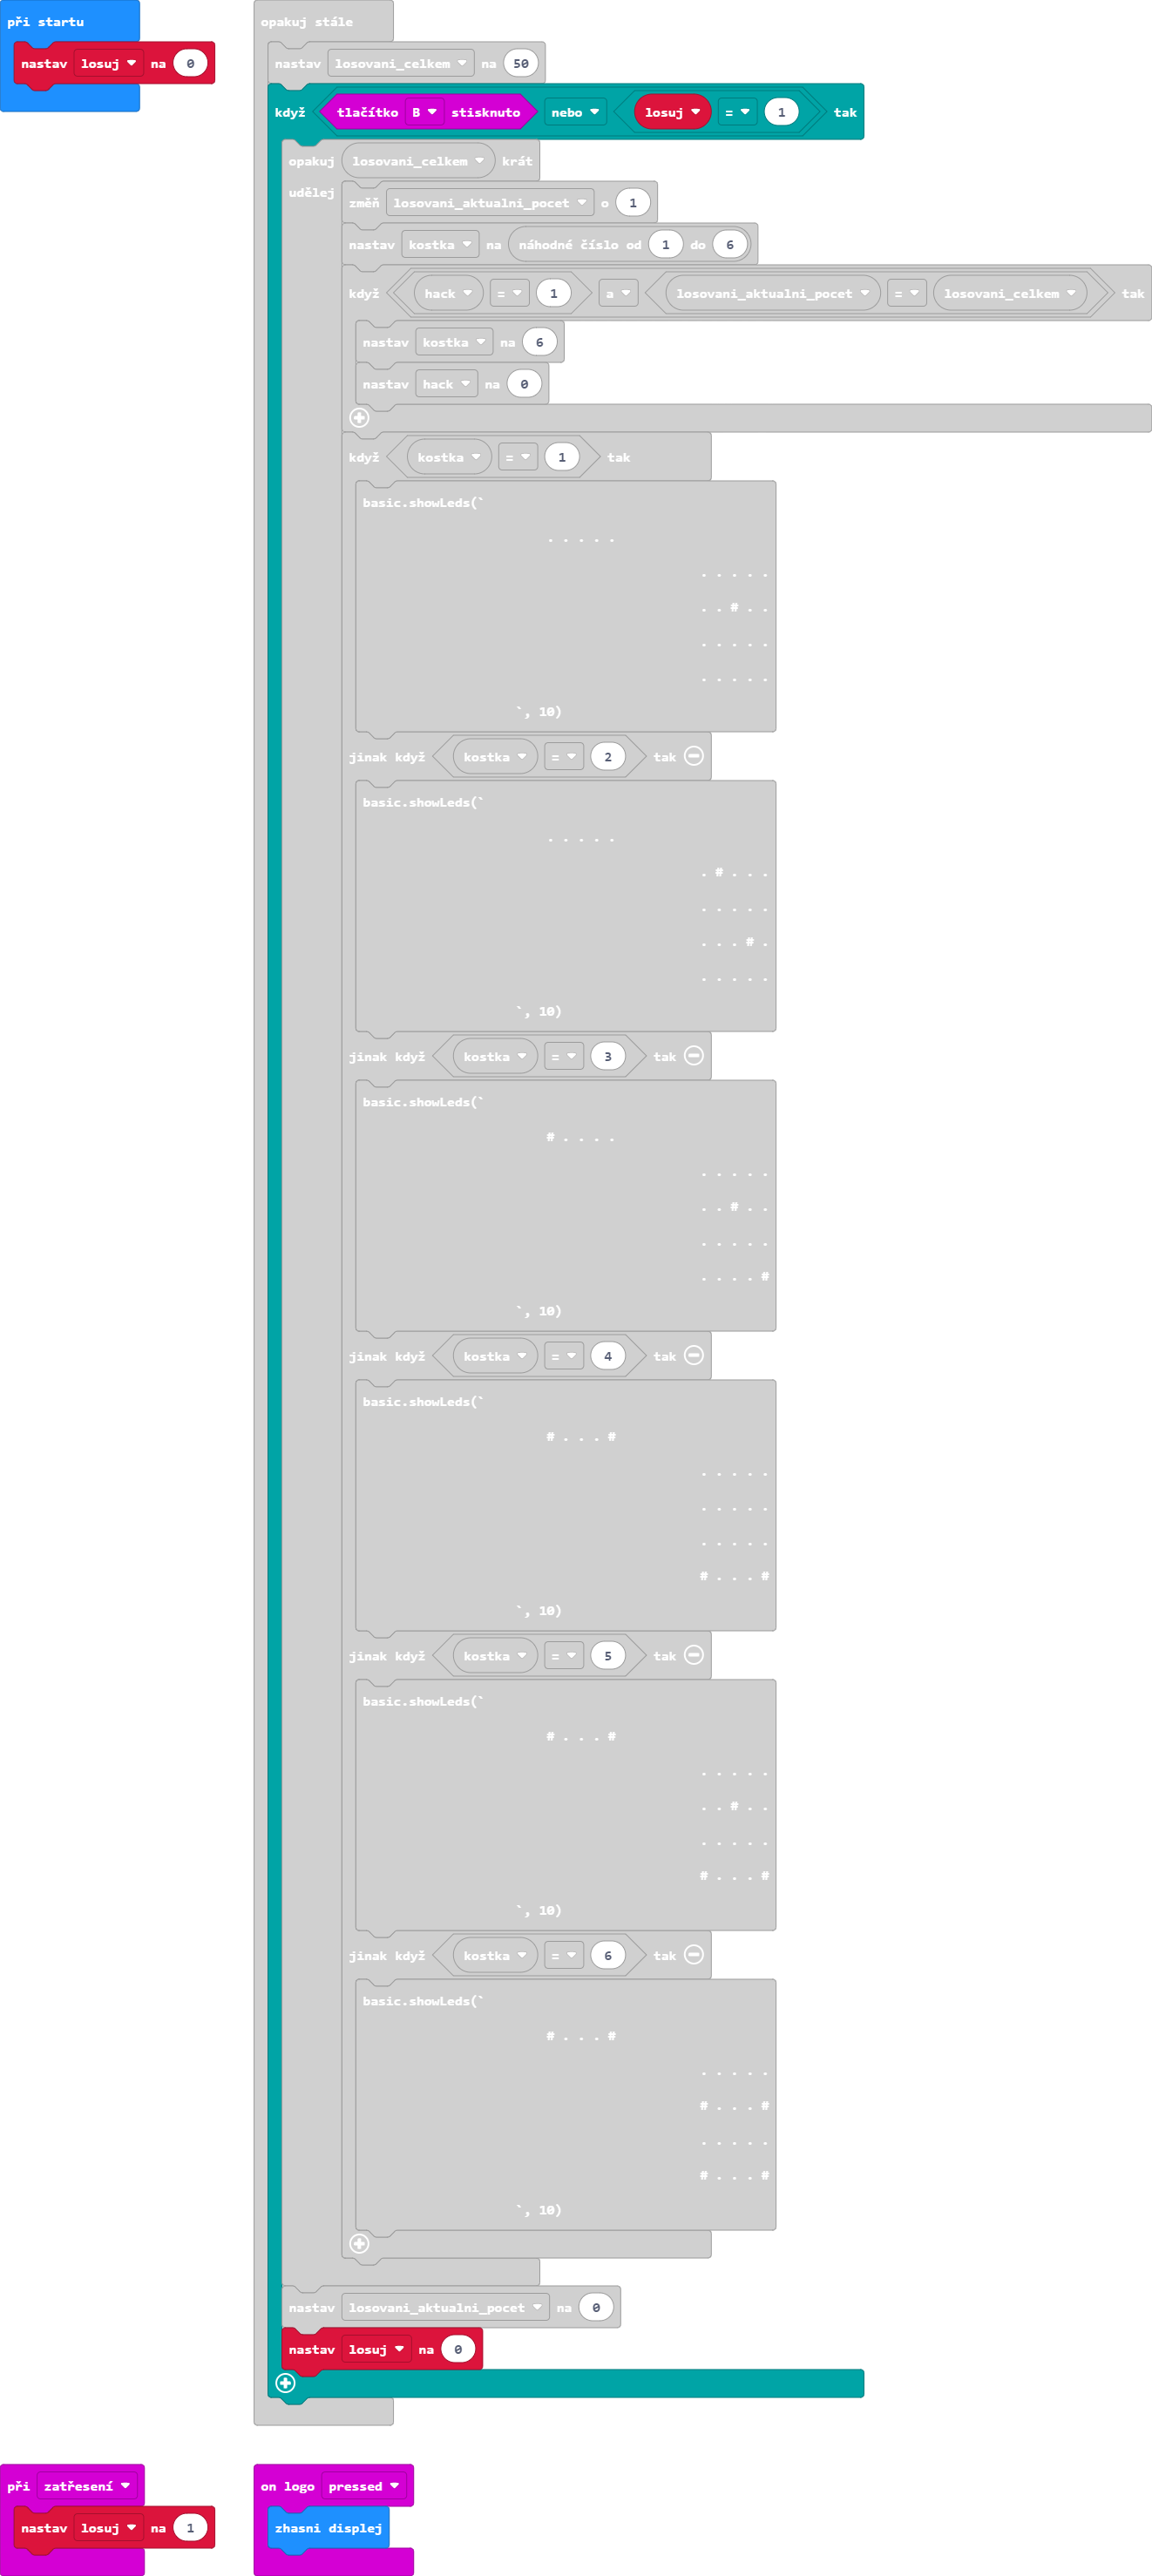 při startu
nastav losuj na 0
opakuj stále
nastav losovani_celkem na 50
když tlačítko B stisknuto nebo losuj = 1 tak
opakuj losovani_celkem krát
udělej
změň losovani_aktualni_pocet o 1
nastav kostka na náhodné číslo od 1 do 6
když hack = 1 a losovani_aktualni_pocet = losovani_celkem tak
nastav kostka na 6
nastav hack na 0
když kostka = 1 tak
basic.showLeds(`
. . . . .
. . . . .
. . # . .
. . . . .
. . . . .
`, 10)
jinak když kostka = 2 tak
basic.showLeds(`
. . . . .
. # . . .
. . . . .
. . . # .
. . . . .
`, 10)
jinak když kostka = 3 tak
basic.showLeds(`
# . . . .
. . . . .
. . # . .
. . . . .
. . . . #
`, 10)
jinak když kostka = 4 tak
basic.showLeds(`
# . . . #
. . . . .
. . . . .
. . . . .
# . . . #
`, 10)
jinak když kostka = 5 tak
basic.showLeds(`
# . . . #
. . . . .
. . # . .
. . . . .
# . . . #
`, 10)
jinak když kostka = 6 tak
basic.showLeds(`
# . . . #
. . . . .
# . . . #
. . . . .
# . . . #
`, 10)
nastav losovani_aktualni_pocet na 0
nastav losuj na 0
při zatřesení
nastav losuj na 1
on logo pressed
zhasni displej